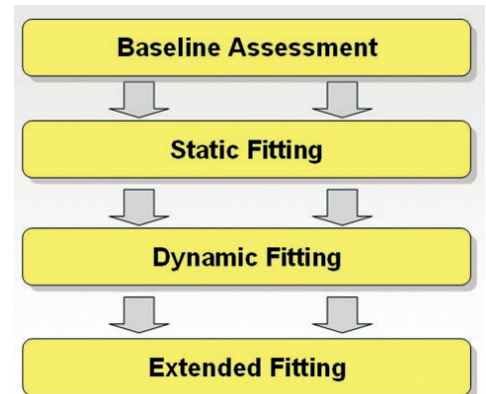 Baseline Assessment
Static Fitting
Dynamic Fitting
Extended Fitting